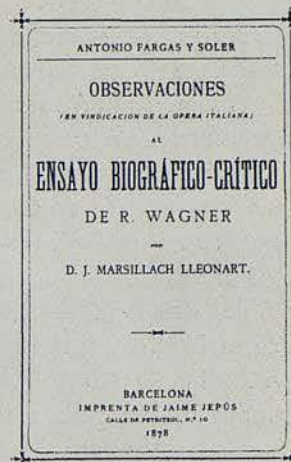 ANTONIO FARGAS Y SOLER
OBSERVACIONES
(EN VINDICACION DE LA OPERA ITALIANA)
AL
ENSAYO BIOGRÁFICO-CRÍTICO
DE R. WAGNER
POR
D. J. MARSILLACH LLEONART.
BARCELONA
IMPRENTA DE JAIME JEPÚS
CALLE DE PETRITXOL, N.º 10
1878